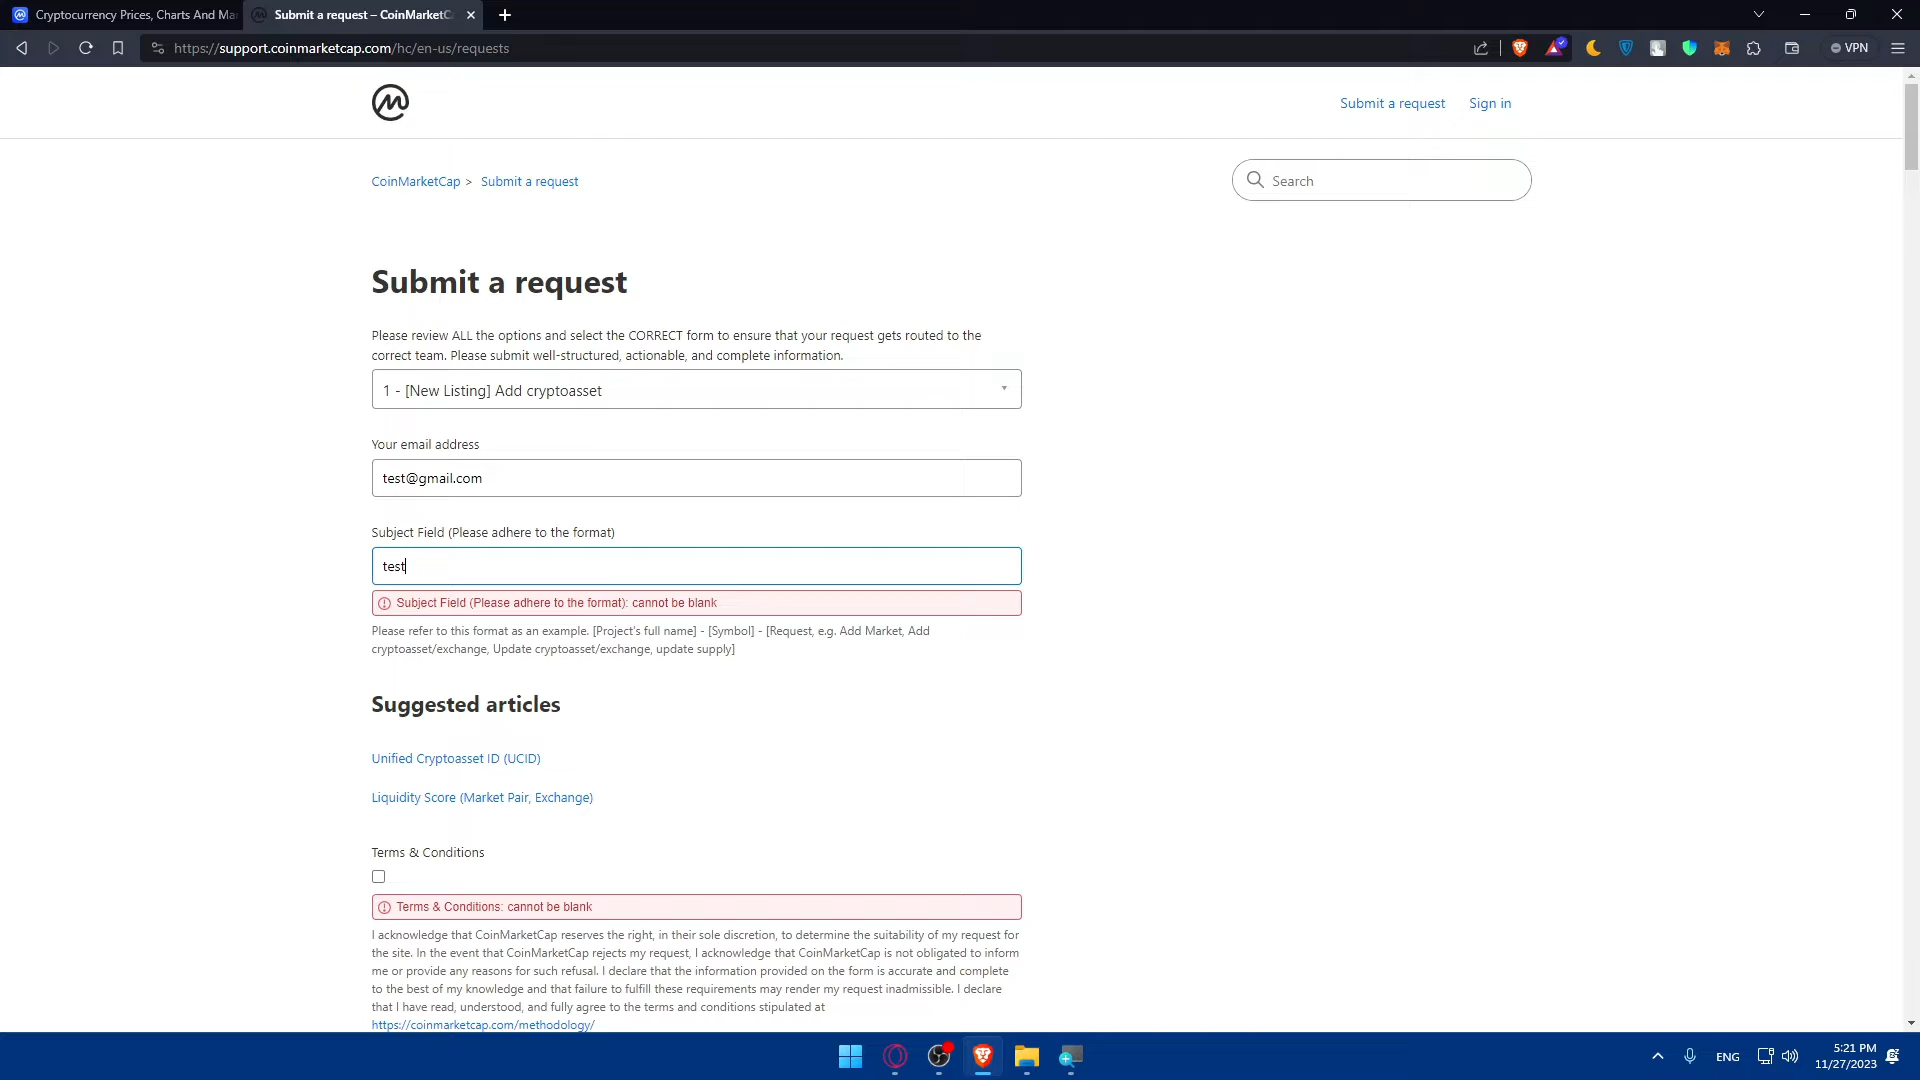 Cryptocurrency Prices, Charts And Ma
Submit a request – CoinMarketC
https://support.coinmarketcap.com/hc/en-us/requests
VPN
Submit a request
Sign in
CoinMarketCap > Submit a request
Search
Submit a request
Please review ALL the options and select the CORRECT form to ensure that your request gets routed to the
correct team. Please submit well-structured, actionable, and complete information.
1 - [New Listing] Add cryptoasset
Your email address
test@gmail.com
Subject Field (Please adhere to the format)
test
Subject Field (Please adhere to the format): cannot be blank
Please refer to this format as an example. [Project's full name] - [Symbol] - [Request, e.g. Add Market, Add
cryptoasset/exchange, Update cryptoasset/exchange, update supply]
Suggested articles
Unified Cryptoasset ID (UCID)
Liquidity Score (Market Pair, Exchange)
Terms & Conditions
Terms & Conditions: cannot be blank
I acknowledge that CoinMarketCap reserves the right, in their sole discretion, to determine the suitability of my request for
the site. In the event that CoinMarketCap rejects my request, I acknowledge that CoinMarketCap is not obligated to inform
me or provide any reasons for such refusal. I declare that the information provided on the form is accurate and complete
to the best of my knowledge and that failure to fulfill these requirements may render my request inadmissible. I declare
that I have read, understood, and fully agree to the terms and conditions stipulated at
https://coinmarketcap.com/methodology/
ENG
5:21 PM
11/27/2023